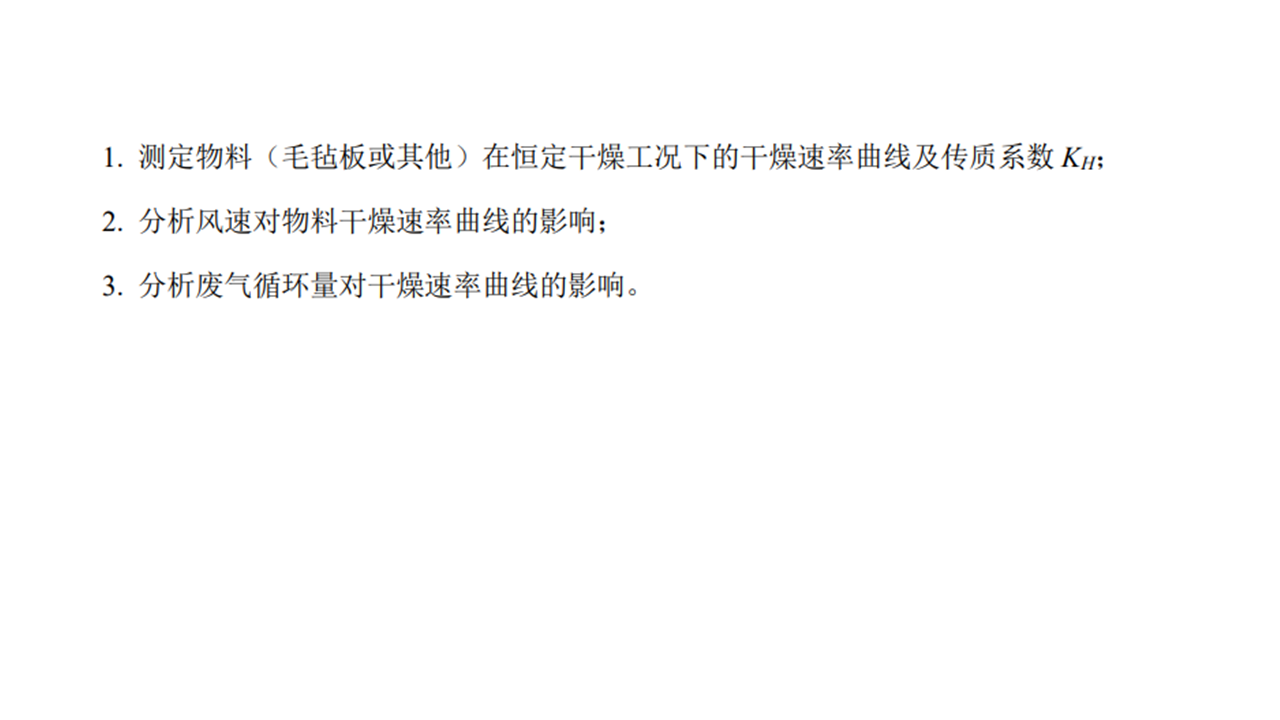 1. 测定物料（毛毡板或其他）在恒定干燥工况下的干燥速率曲线及传质系数 K_H；
2. 分析风速对物料干燥速率曲线的影响；
3. 分析废气循环量对干燥速率曲线的影响。